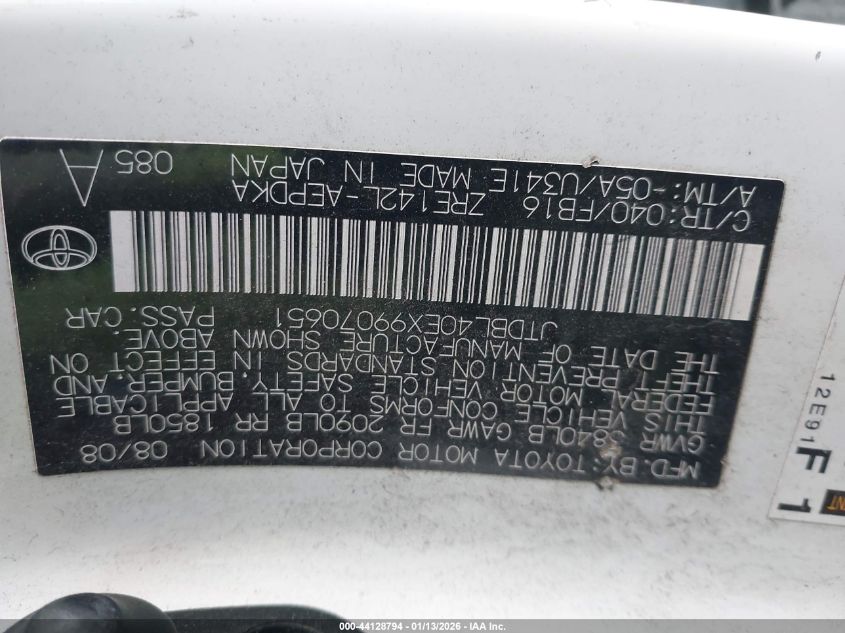 MFD. BY: TOYOTA MOTOR CORPORATION 08/08
GVWR 3840LB GAWR FR 2090LB RR 1850LB
THIS VEHICLE CONFORMS TO ALL APPLICABLE
FEDERAL MOTOR VEHICLE SAFETY, BUMPER, AND
THEFT PREVENTION STANDARDS IN EFFECT ON
THE DATE OF MANUFACTURE SHOWN ABOVE.
JTDBL40EX99070651 PASS. CAR
C/TR: 040/FB16 ZRE142L-AEPDKA
A/TM: -05A/U341E MADE IN JAPAN 085 A
12E91
F 1
000-44128794 - 01/13/2026 - IAA Inc.